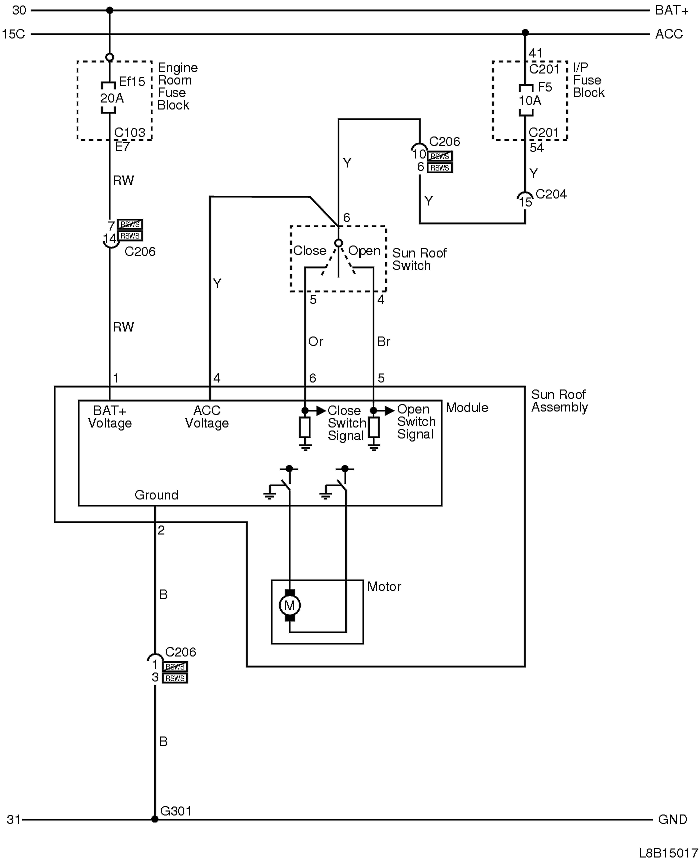 30 BAT+
15C ACC
41
C201
Ef15
20A
Engine
Room
Fuse
Block
F5
10A
I/P
Fuse
Block
C103
E7
C201
54
RW
Y
C206
10
6
Y
Y
15 C204
7
14
C206
6
Close Open
Sun Roof
Switch
5 4
Y
RW
Or Br
1 4 6 5
Sun Roof
Assembly
BAT+
Voltage
ACC
Voltage
Close
Switch
Signal
Open
Switch
Signal
Module
Ground
2
Motor
M
B
C206
1
3
B
G301
31 GND
L8B15017